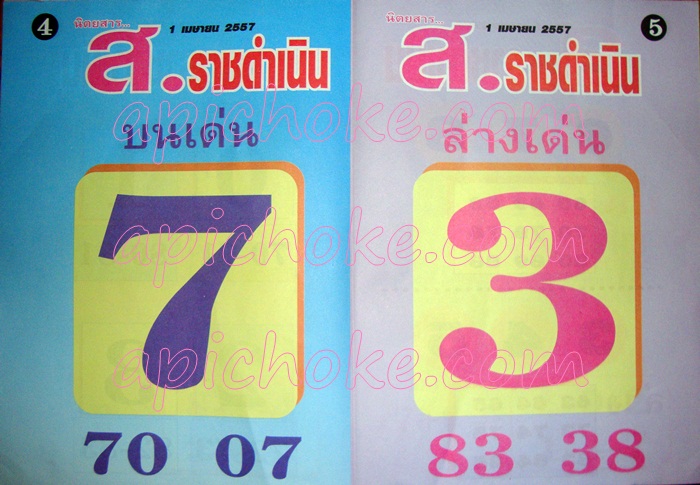 4
นิตยสาร...
1 เมษายน 2557
ส.ราชดำเนิน
บนเด่น
7
70 07
นิตยสาร...
1 เมษายน 2557
5
ส.ราชดำเนิน
ล่างเด่น
3
83 38
apichoke.com
apichoke.com
apichoke.com